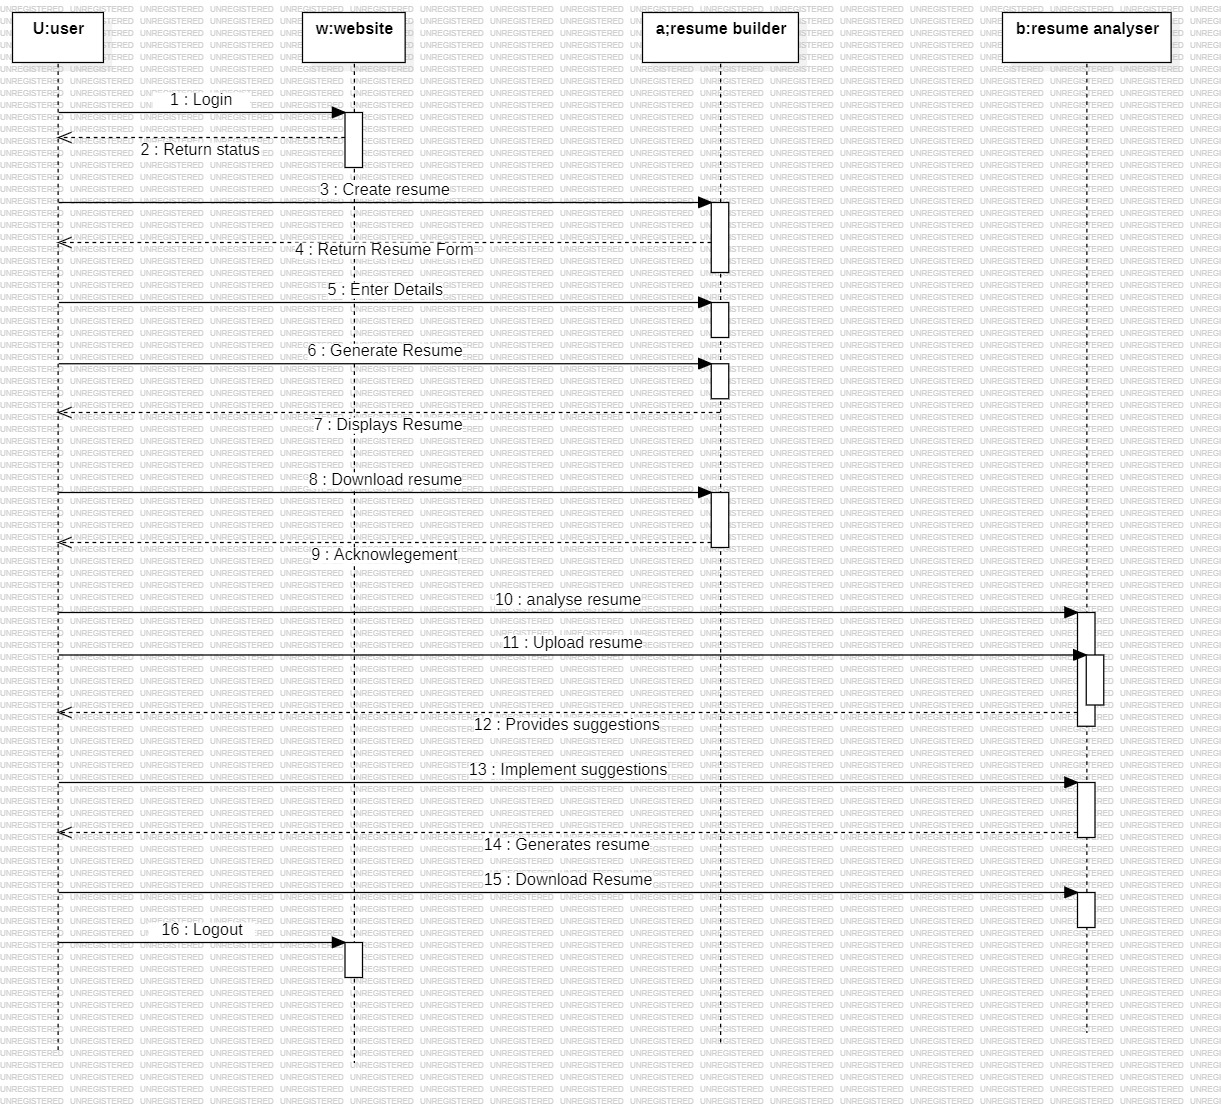 U:user
w:website
a;resume builder
b:resume analyser
1 : Login
2 : Return status
3 : Create resume
4 : Return Resume Form
5 : Enter Details
6 : Generate Resume
7 : Displays Resume
8 : Download resume
9 : Acknowlegement
10 : analyse resume
11 : Upload resume
12 : Provides suggestions
13 : Implement suggestions
14 : Generates resume
15 : Download Resume
16 : Logout
UNREGISTERED